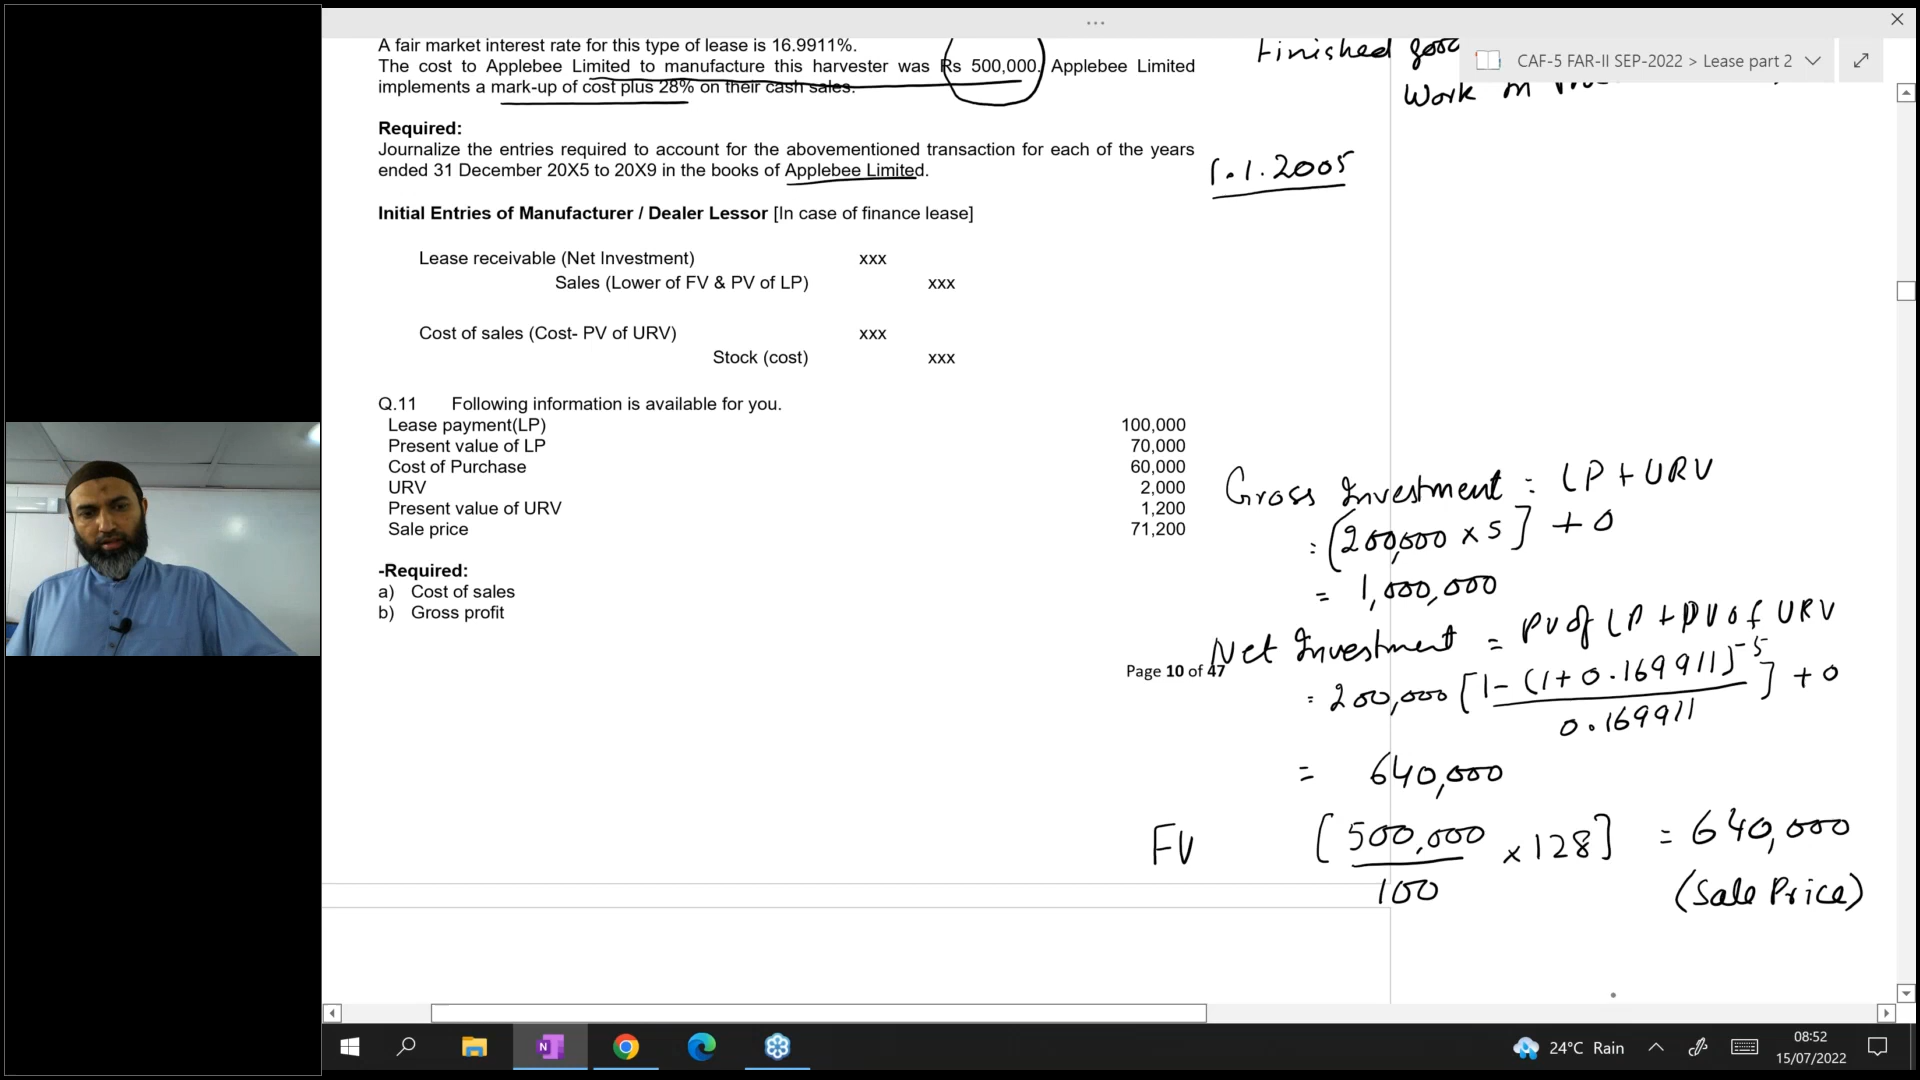 A fair market interest rate for this type of lease is 16.9911%.
The cost to Applebee Limited to manufacture this harvester was Rs 500,000. Applebee Limited
implements a mark-up of cost plus 28% on their cash sales.
Required:
Journalize the entries required to account for the abovementioned transaction for each of the years
ended 31 December 20X5 to 20X9 in the books of Applebee Limited.
Initial Entries of Manufacturer / Dealer Lessor [In case of finance lease]
Lease receivable (Net Investment) xxx
Sales (Lower of FV & PV of LP) xxx
Cost of sales (Cost- PV of URV) xxx
Stock (cost) xxx
Q.11 Following information is available for you.
Lease payment(LP) 100,000
Present value of LP 70,000
Cost of Purchase 60,000
URV 2,000
Present value of URV 1,200
Sale price 71,200
-Required:
a) Cost of sales
b) Gross profit
Page 10 of 47
Finished
CAF-5 FAR-II SEP-2022 > Lease part 2
Work in
1.1.2005
Gross Investment = LP + URV
= [200,000 x 5] + 0
= 1,000,000
Net Investment = PV of LP + PV of URV
= 200,000 [1 - (1 + 0.169911)^-5 / 0.169911] + 0
= 640,000
FV [500,000 / 100 x 128] = 640,000
(Sale Price)
24°C Rain
08:52
15/07/2022